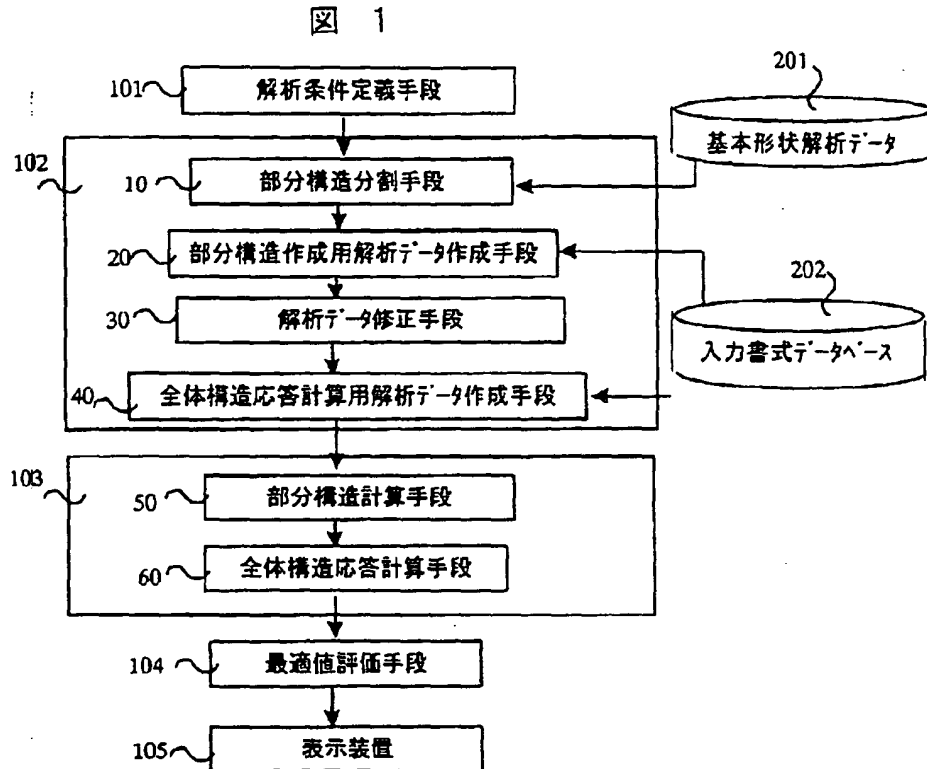 図 1
201
101
解析条件定義手段
基本形状解析データ
102
10
部分構造分割手段
20
部分構造作成用解析データ作成手段
202
30
解析データ修正手段
入力書式データベース
40
全体構造応答計算用解析データ作成手段
103
50
部分構造計算手段
60
全体構造応答計算手段
104
最適値評価手段
105
表示装置